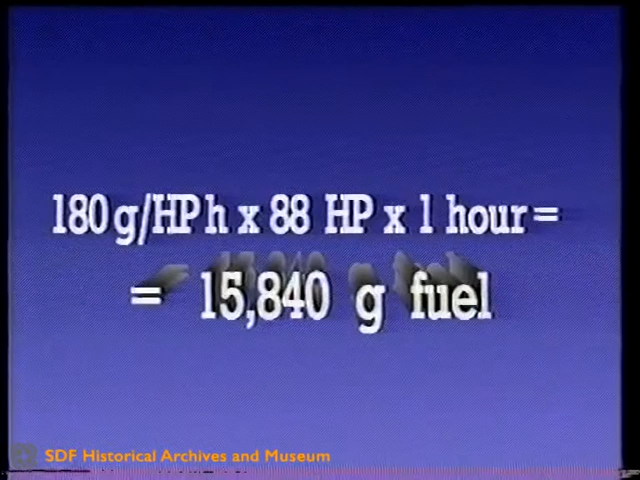 180 g/HP h x 88 HP x 1 hour =
= 15,840 g fuel
SDF Historical Archives and Museum